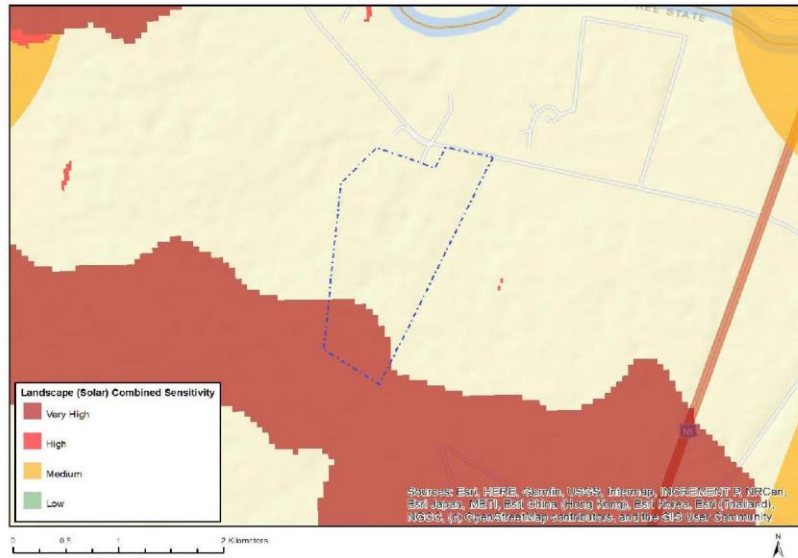 EE STATE
Landscape (Solar) Combined Sensitivity
Very High
High
Medium
Low
Sources: Esri, HERE, Garmin, USGS, Intermap, INCREMENT P, NRCan,
Esri Japan, METI, Esri China (Hong Kong), Esri Korea, Esri (Thailand),
NGCC, (c) OpenStreetMap contributors, and the GIS User Community
0 0.5 1 2 Kilometers
N